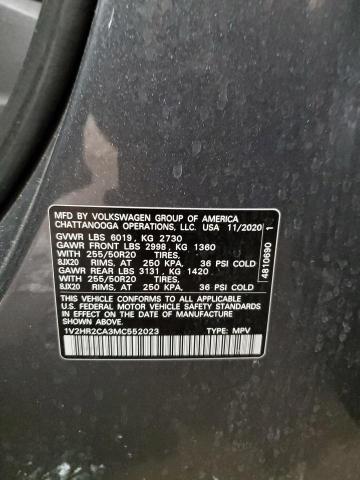 MFD BY VOLKSWAGEN GROUP OF AMERICA
CHATTANOOGA OPERATIONS, LLC. USA 11/2020
GVWR LBS 6019, KG 2730
GAWR FRONT LBS 2998, KG 1360
WITH 255/50R20 TIRES,
8JX20 RIMS, AT 250 KPA, 36 PSI COLD
GAWR REAR LBS 3131, KG 1420
WITH 255/50R20 TIRES,
8JX20 RIMS, AT 250 KPA, 36 PSI COLD
THIS VEHICLE CONFORMS TO ALL APPLICABLE
U.S. FEDERAL MOTOR VEHICLE SAFETY STANDARDS
IN EFFECT ON THE DATE OF MANUFACTURE
SHOWN ABOVE.
1V2HR2CA3MC552023 TYPE: MPV
4810690 1